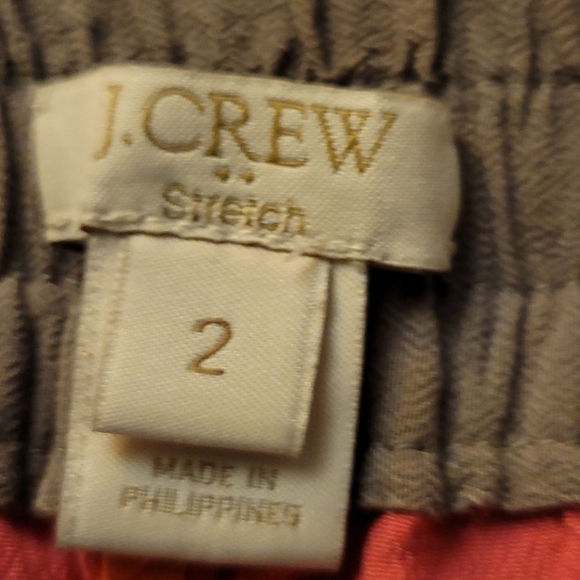 J.CREW
Stretch
2
MADE IN
PHILIPPINES